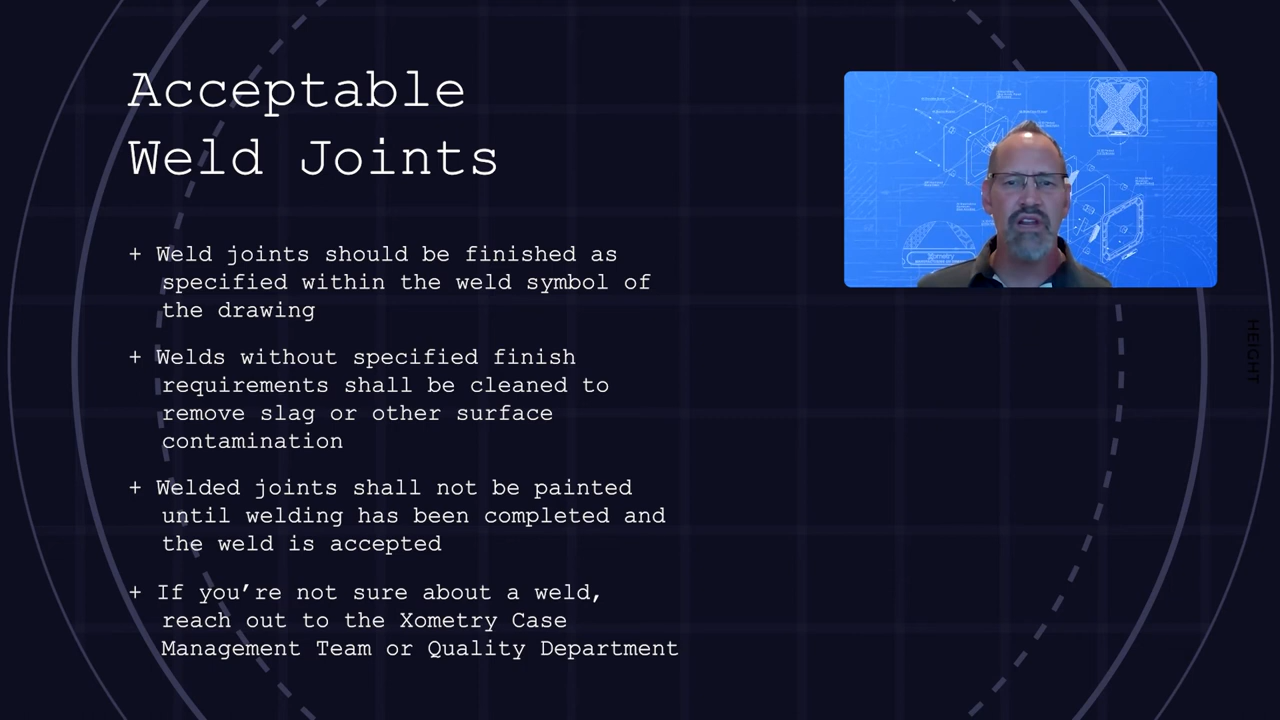 Acceptable
Weld Joints
+ Weld joints should be finished as
specified within the weld symbol of
the drawing
+ Welds without specified finish
requirements shall be cleaned to
remove slag or other surface
contamination
+ Welded joints shall not be painted
until welding has been completed and
the weld is accepted
+ If you’re not sure about a weld,
reach out to the Xometry Case
Management Team or Quality Department
Xometry
HEIGHT